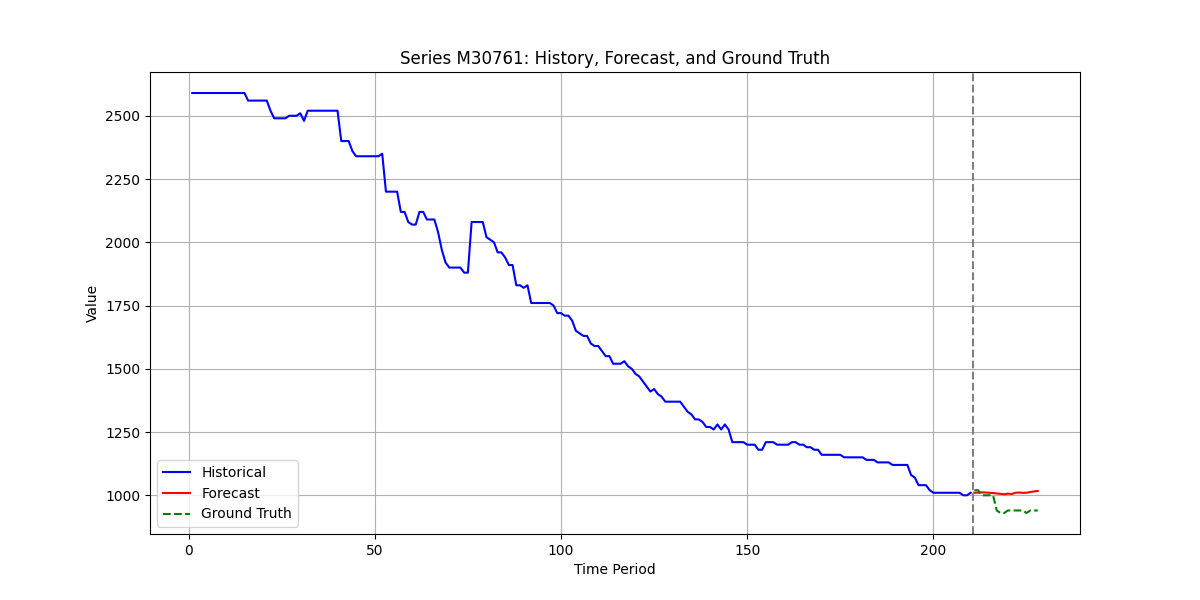 Series M30761: History, Forecast, and Ground Truth
Value
2500
2250
2000
1750
1500
1250
1000
Historical
Forecast
Ground Truth
0
50
100
150
200
Time Period